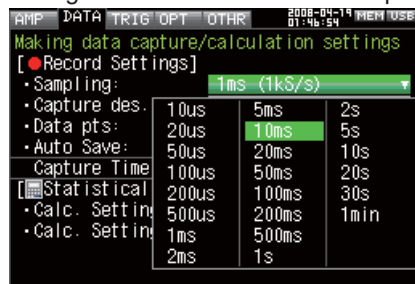 AMP DATA TRIG OPT OTHR 2008-04-19 01:46:54 MEM USB
Making data capture/calculation settings
[●Record Settings]
・Sampling: 1ms (1kS/s)
・Capture des.
・Data pts:
・Auto Save:
Capture Time
[Statistical
・Calc. Settin
・Calc. Settin
10us 5ms 2s
20us 10ms 5s
50us 20ms 10s
100us 50ms 20s
200us 100ms 30s
500us 200ms 1min
1ms 500ms
2ms 1s